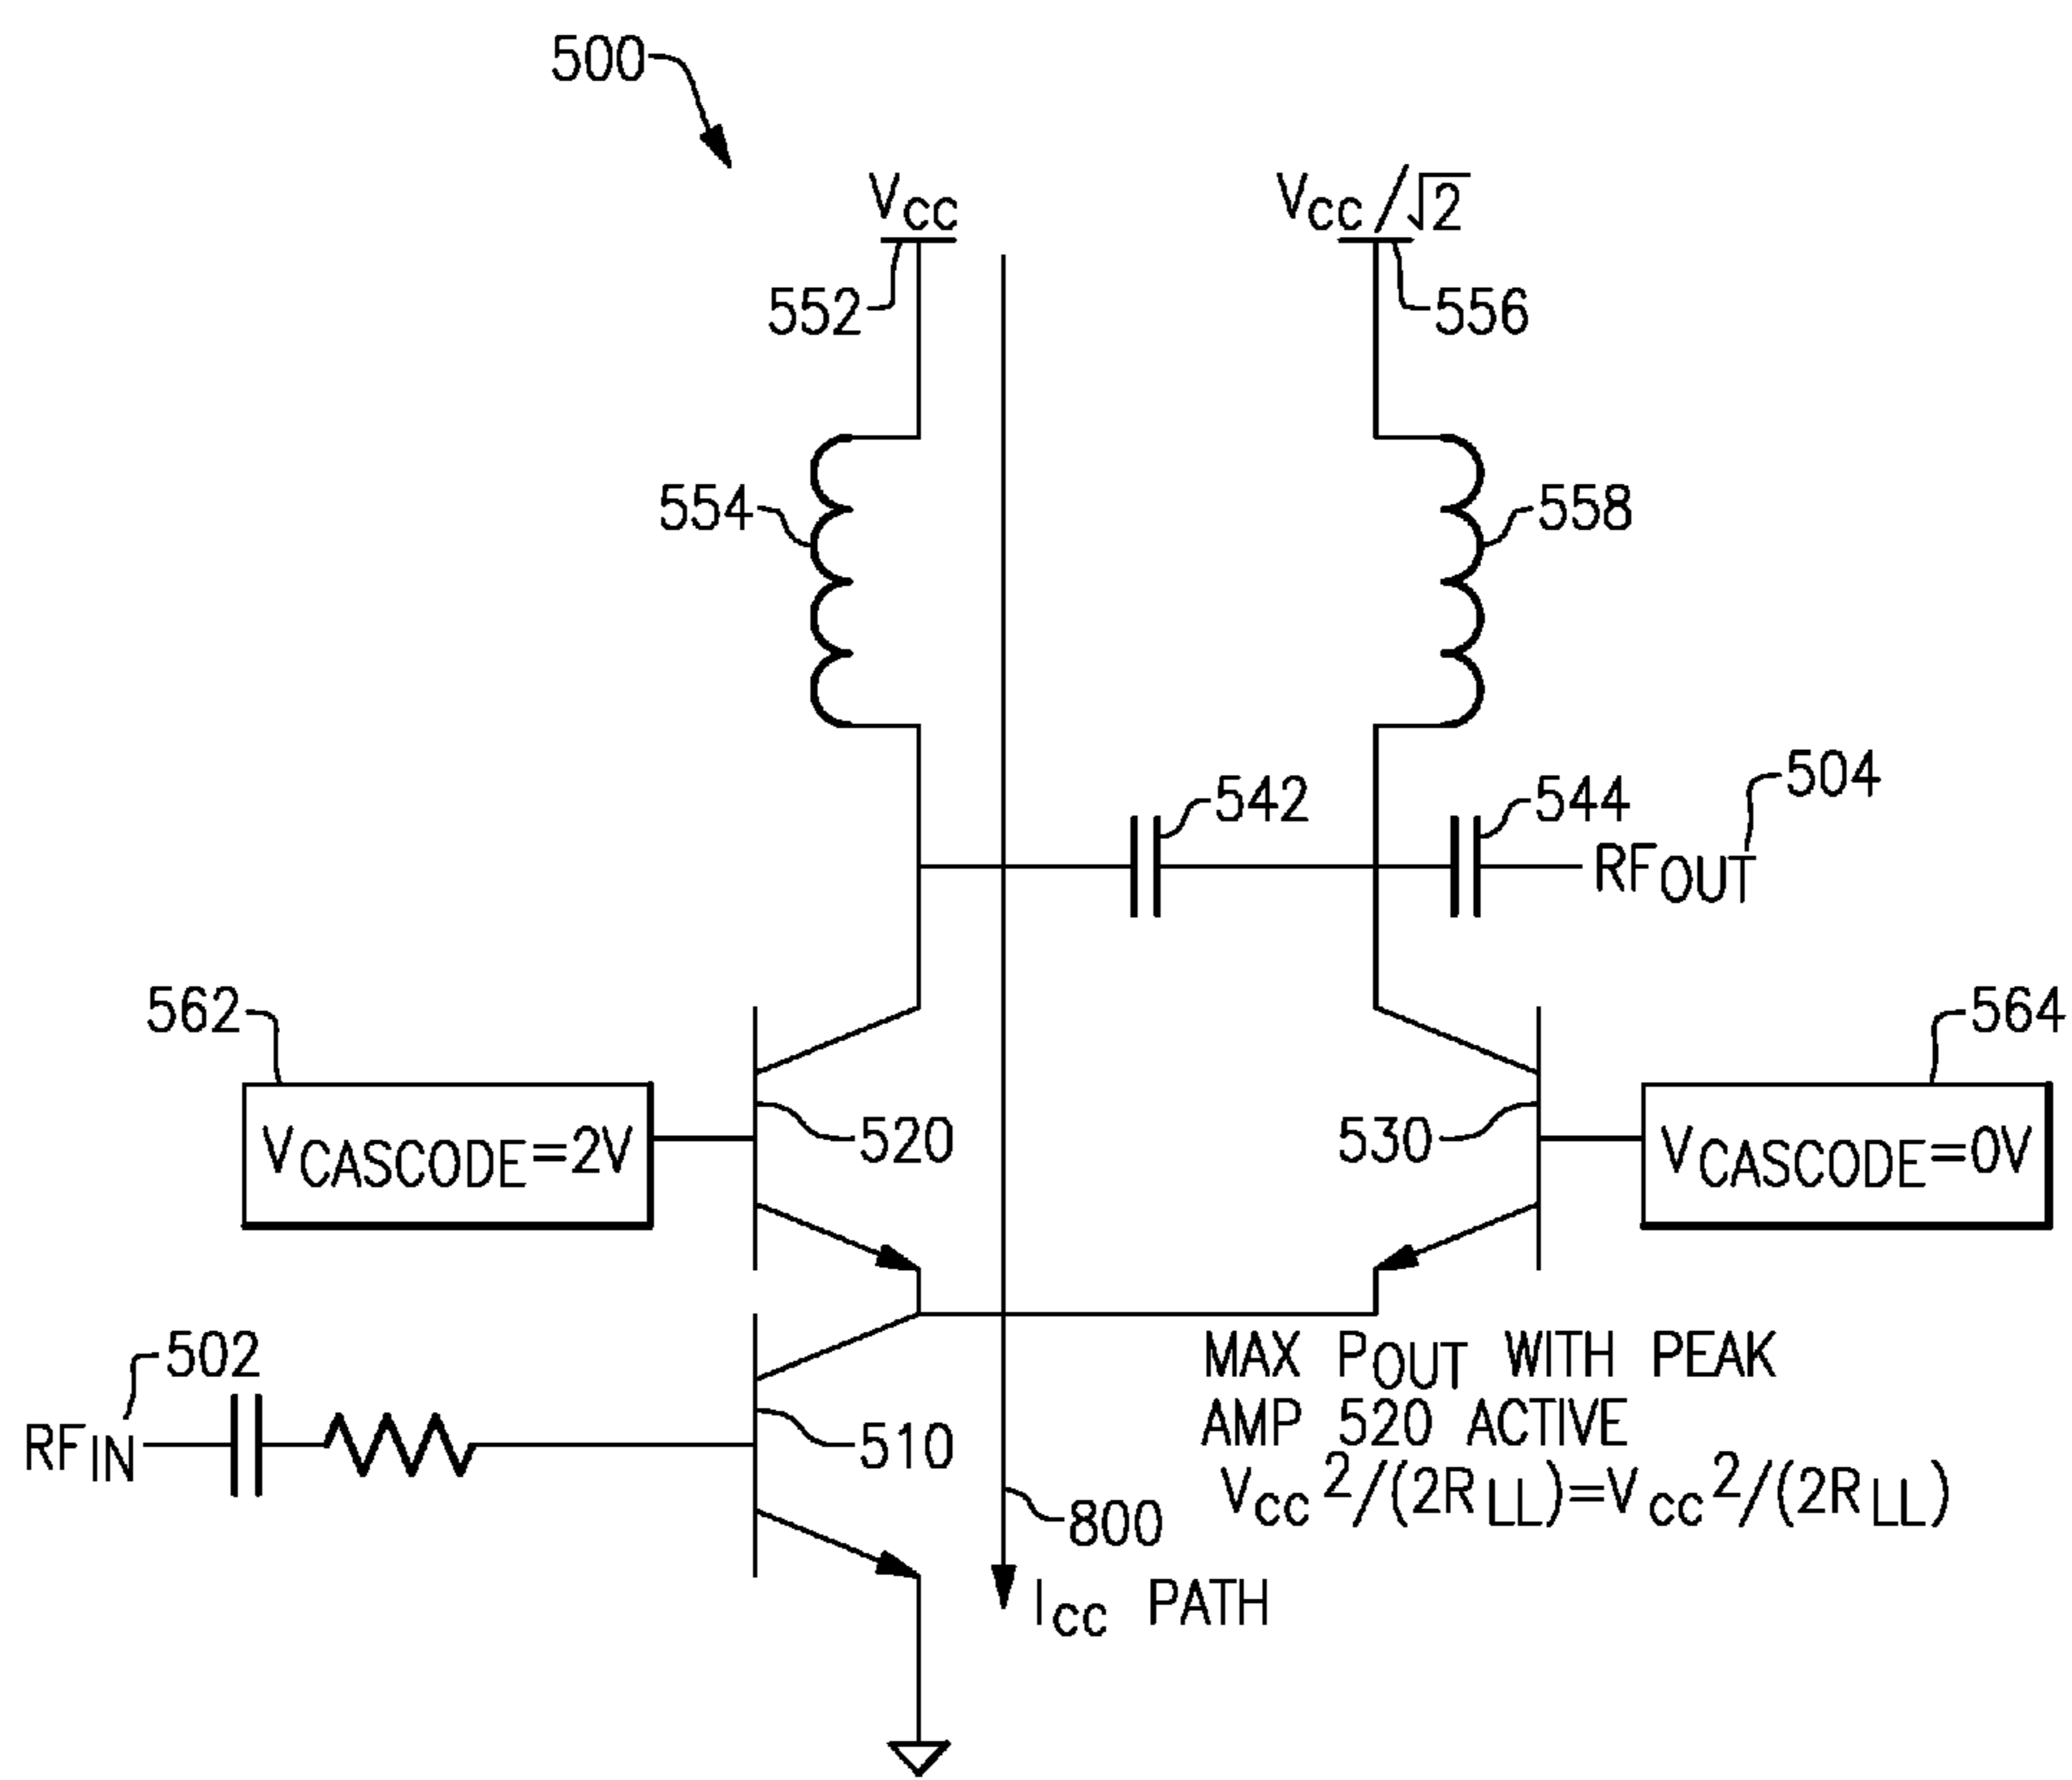 500
Vcc
Vcc/√2
552
556
554
558
542
544
504
RFOUT
562
564
VCASCODE=2V
520
530
VCASCODE=0V
502
RFIN
510
MAX POUT WITH PEAK
AMP 520 ACTIVE
Vcc²/(2RLL)=Vcc²/(2RLL)
800
Icc PATH